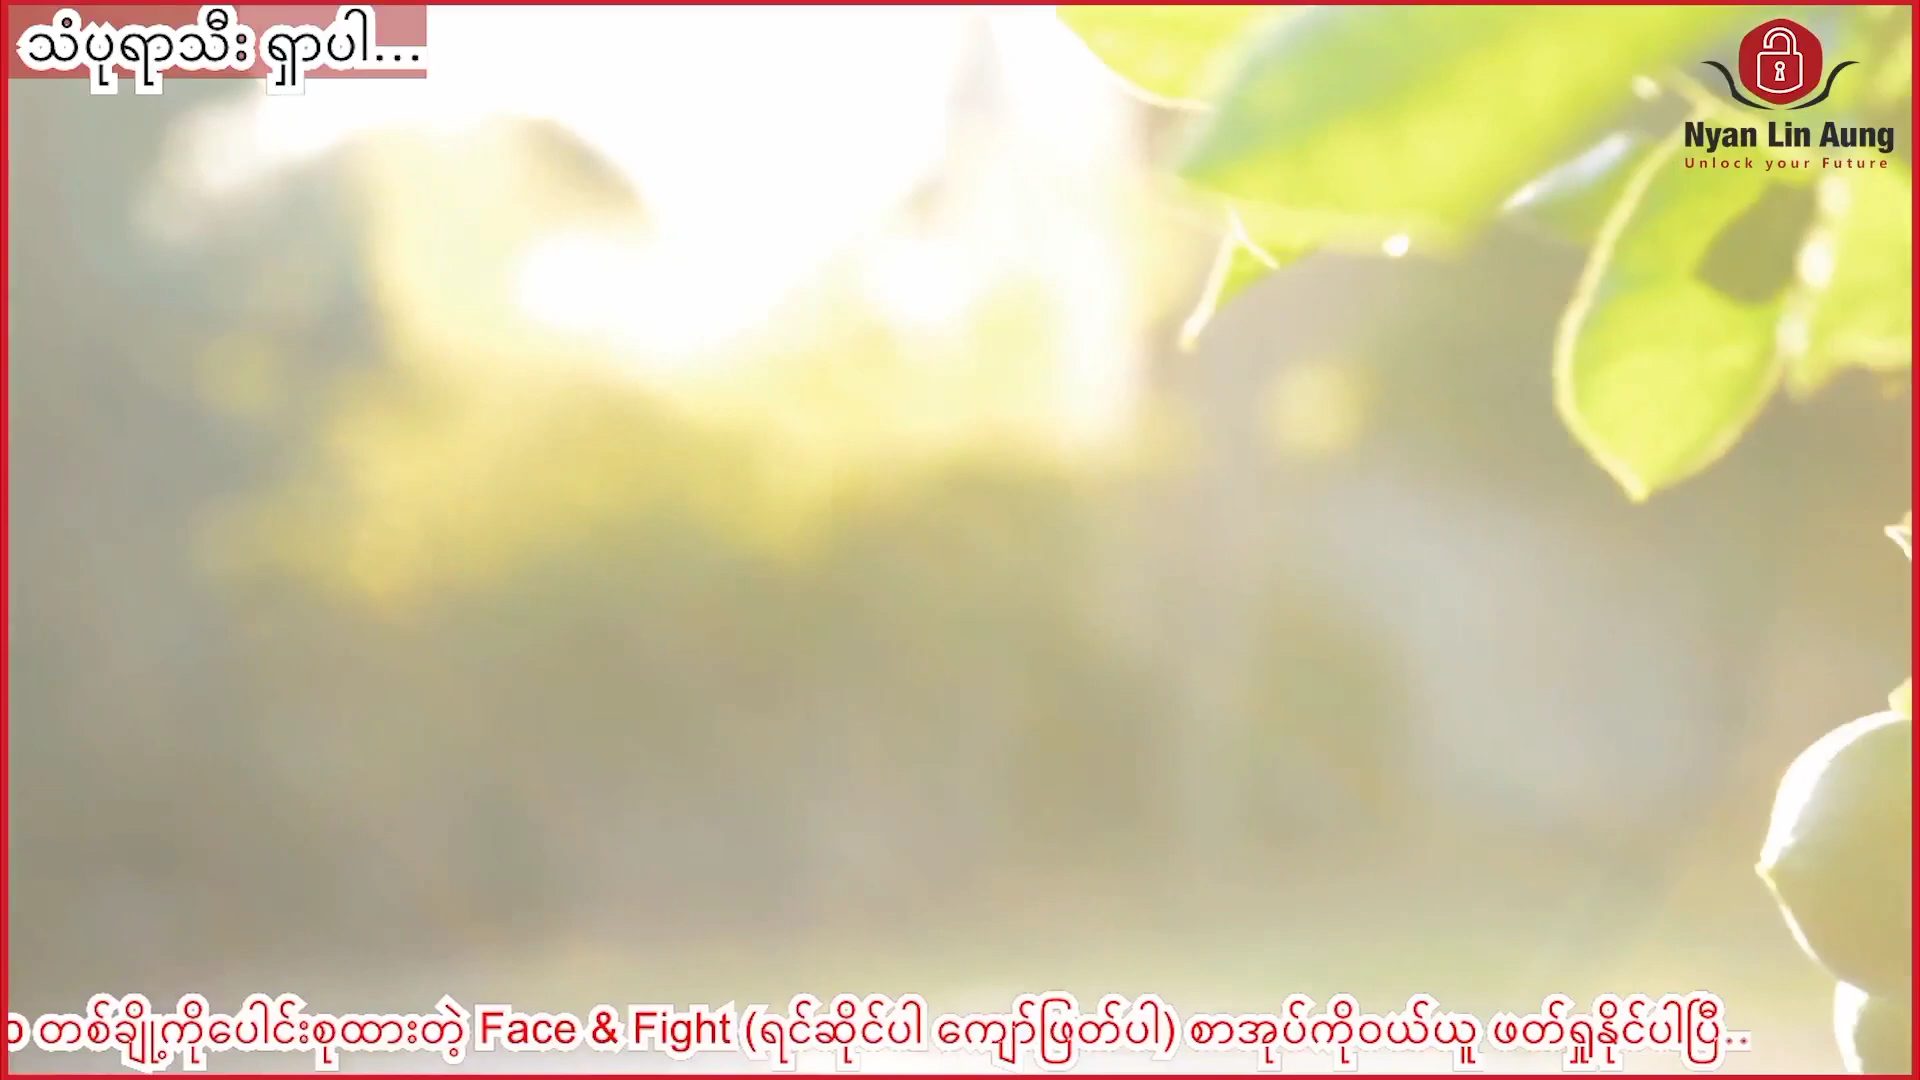 သံပုရာသီး ရှာပါ...
Nyan Lin Aung
Unlock your Future
တစ်ချို့ကိုပေါင်းစုထားတဲ့ Face & Fight (ရင်ဆိုင်ပါ ကျော်ဖြတ်ပါ) စာအုပ်ကိုဝယ်ယူ ဖတ်ရှုနိုင်ပါပြီ..